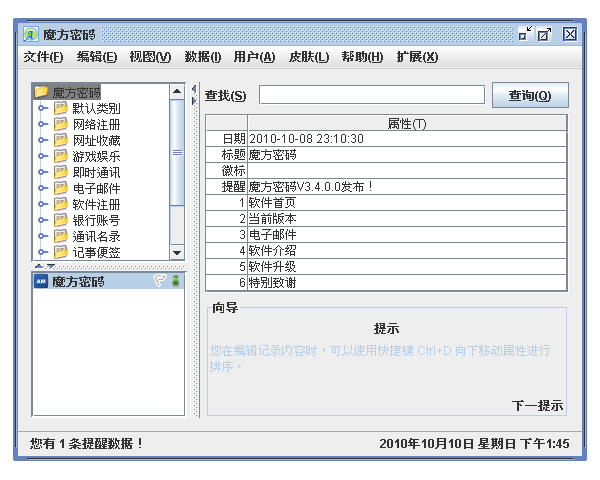 魔方密码
文件(F) 编辑(E) 视图(V) 数据(I) 用户(A) 皮肤(L) 帮助(H) 扩展(X)
魔方密码
默认类别
网络注册
网址收藏
游戏娱乐
即时通讯
电子邮件
软件注册
银行账号
通讯名录
记事便签
AM 魔方密码
查找(S) 查询(Q)
属性(T)
日期 2010-10-08 23:10:30
标题 魔方密码
徽标
提醒 魔方密码V3.4.0.0发布！
1 软件首页
2 当前版本
3 电子邮件
4 软件介绍
5 软件升级
6 特别致谢
向导
提示
您在编辑记录内容时，可以使用快捷键 Ctrl+D 向下移动属性进行
排序。
下一提示
您有 1 条提醒数据！ 2010年10月10日 星期日 下午1:45